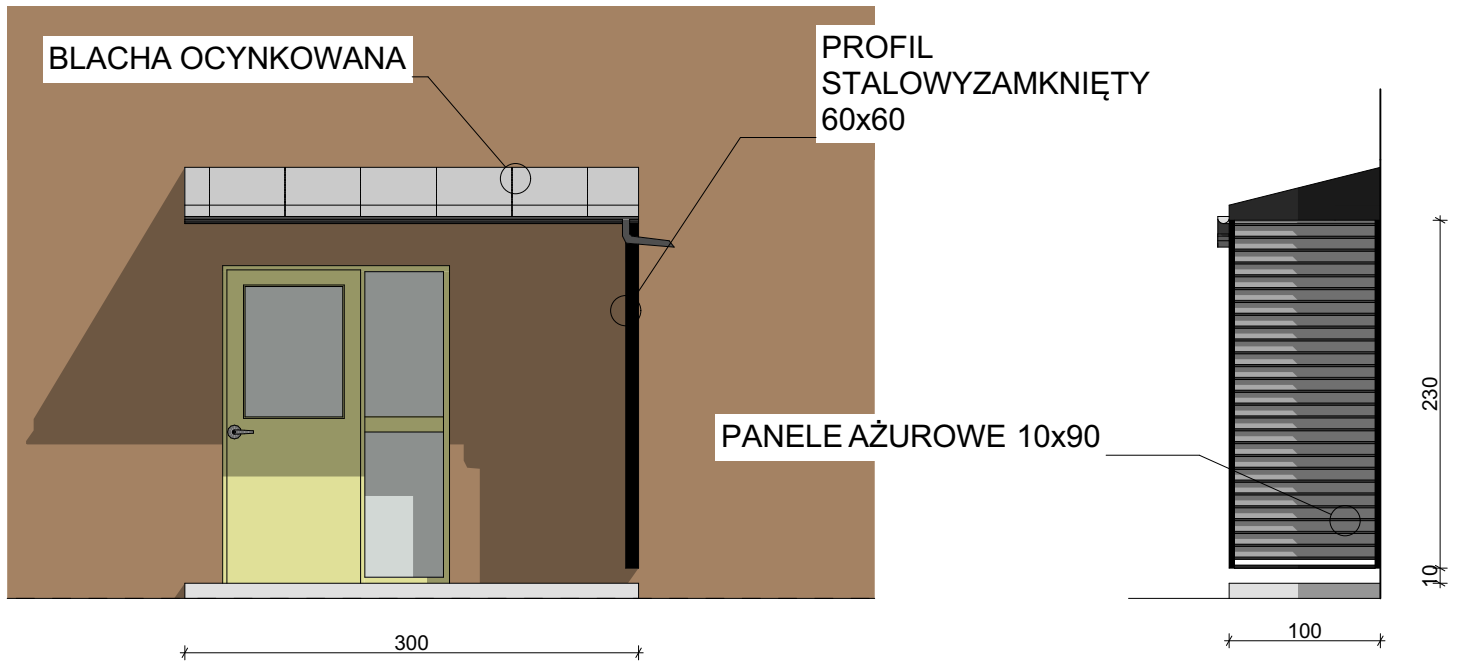 BLACHA OCYNKOWANA
PROFIL
STALOWYZAMKNIĘTY
60x60
PANELE AŻUROWE 10x90
230
10
300
100